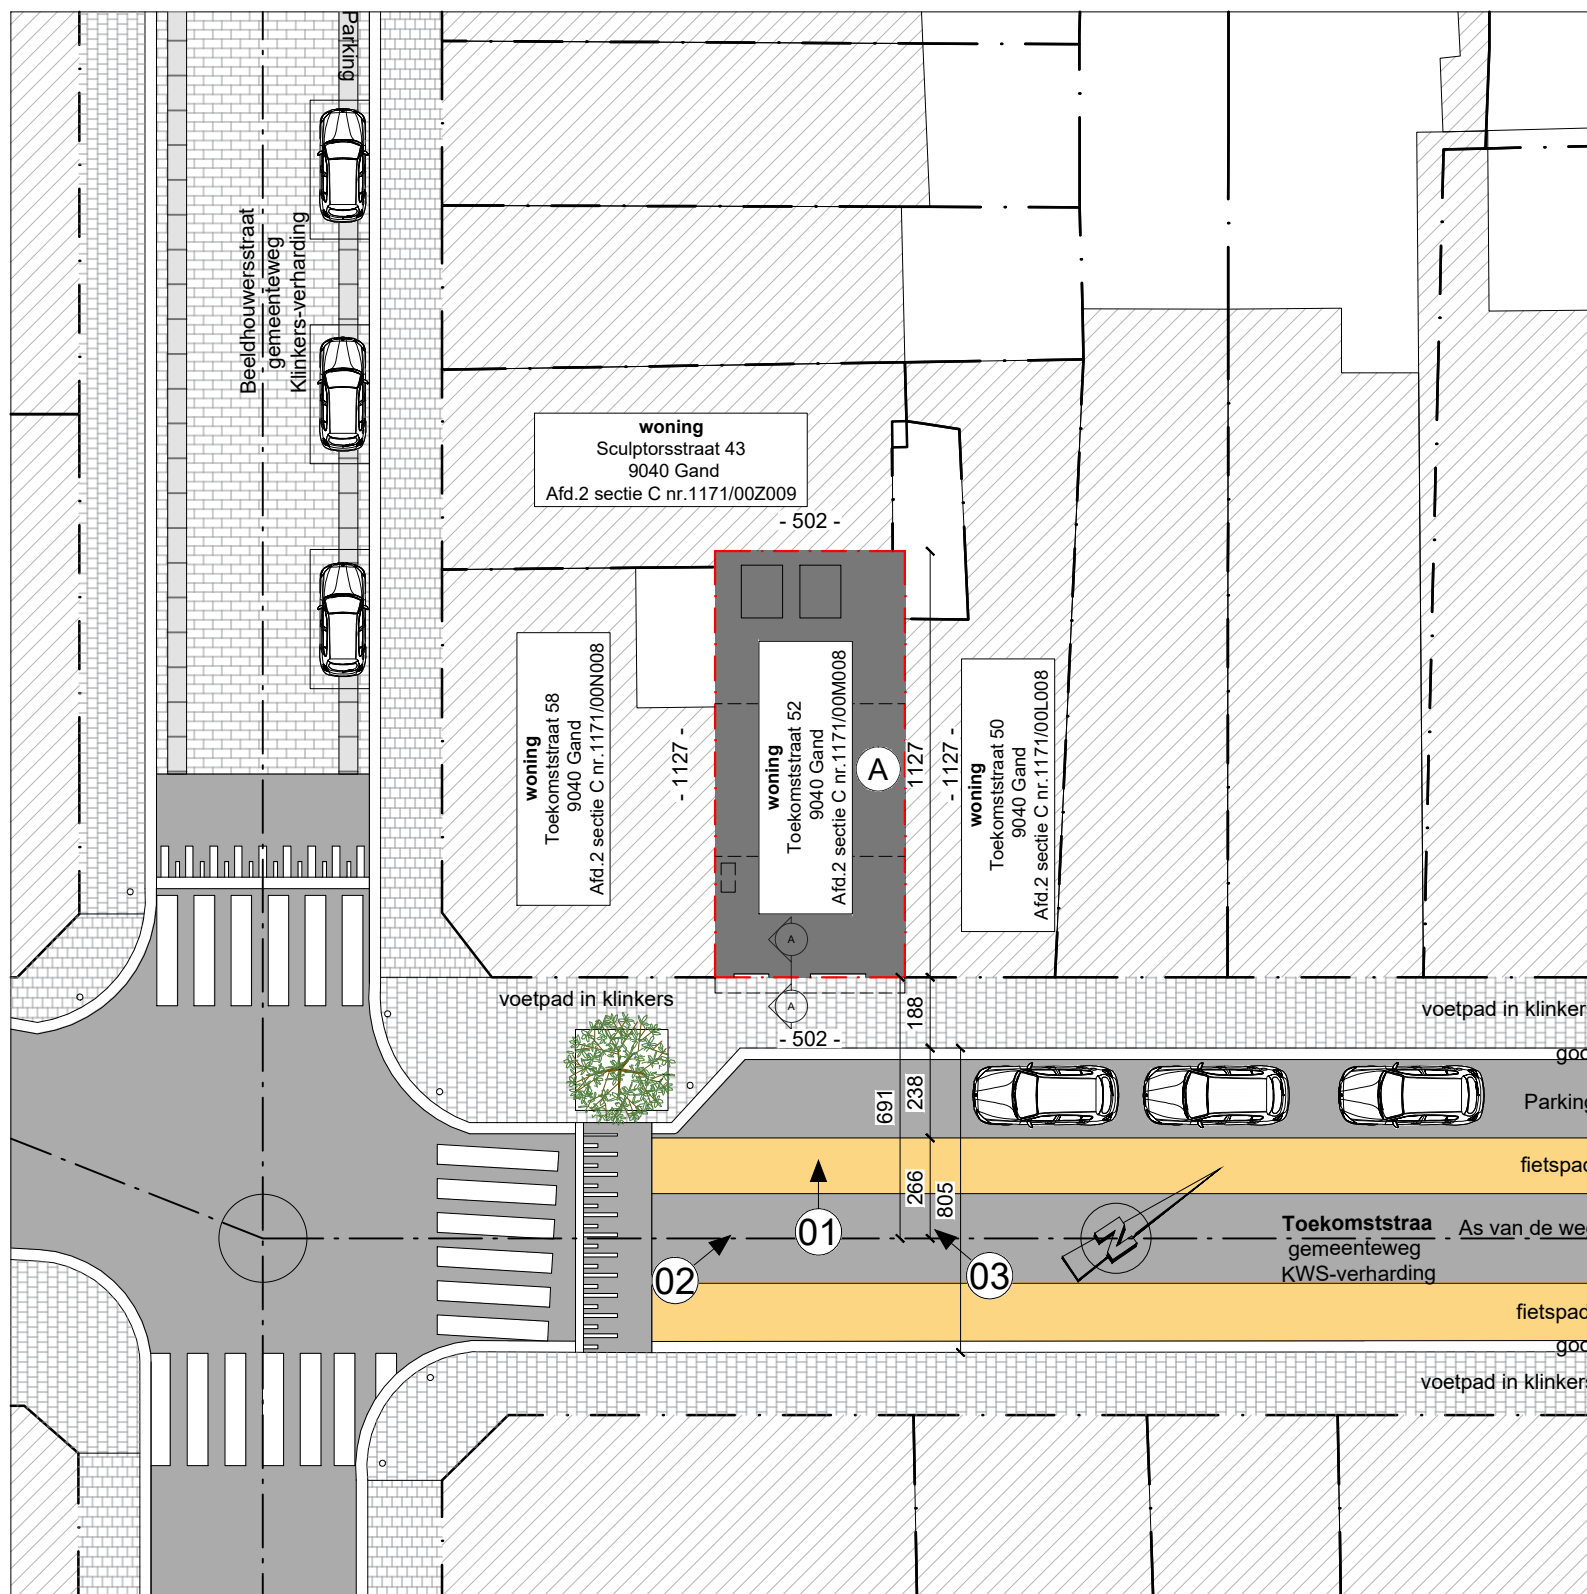 Parking
Beeldhouwersstraat
gemeenteweg
Klinkers-verharding
woning
Sculptorsstraat 43
9040 Gand
Afd.2 sectie C nr.1171/00Z009
- 502 -
woning
Toekomststraat 58
9040 Gand
Afd.2 sectie C nr.1171/00N008
- 1127 -
woning
Toekomststraat 52
9040 Gand
Afd.2 sectie C nr.1171/00M008
A
1127
- 1127 -
woning
Toekomststraat 50
9040 Gand
Afd.2 sectie C nr.1171/00L008
A
A
voetpad in klinkers
- 502 -
188
voetpad in klinkers
goo
691
238
Parking
fietspad
266
805
01
02
03
N
Toekomststraa
gemeenteweg
KWS-verharding
As van de weg
fietspad
goo
voetpad in klinkers